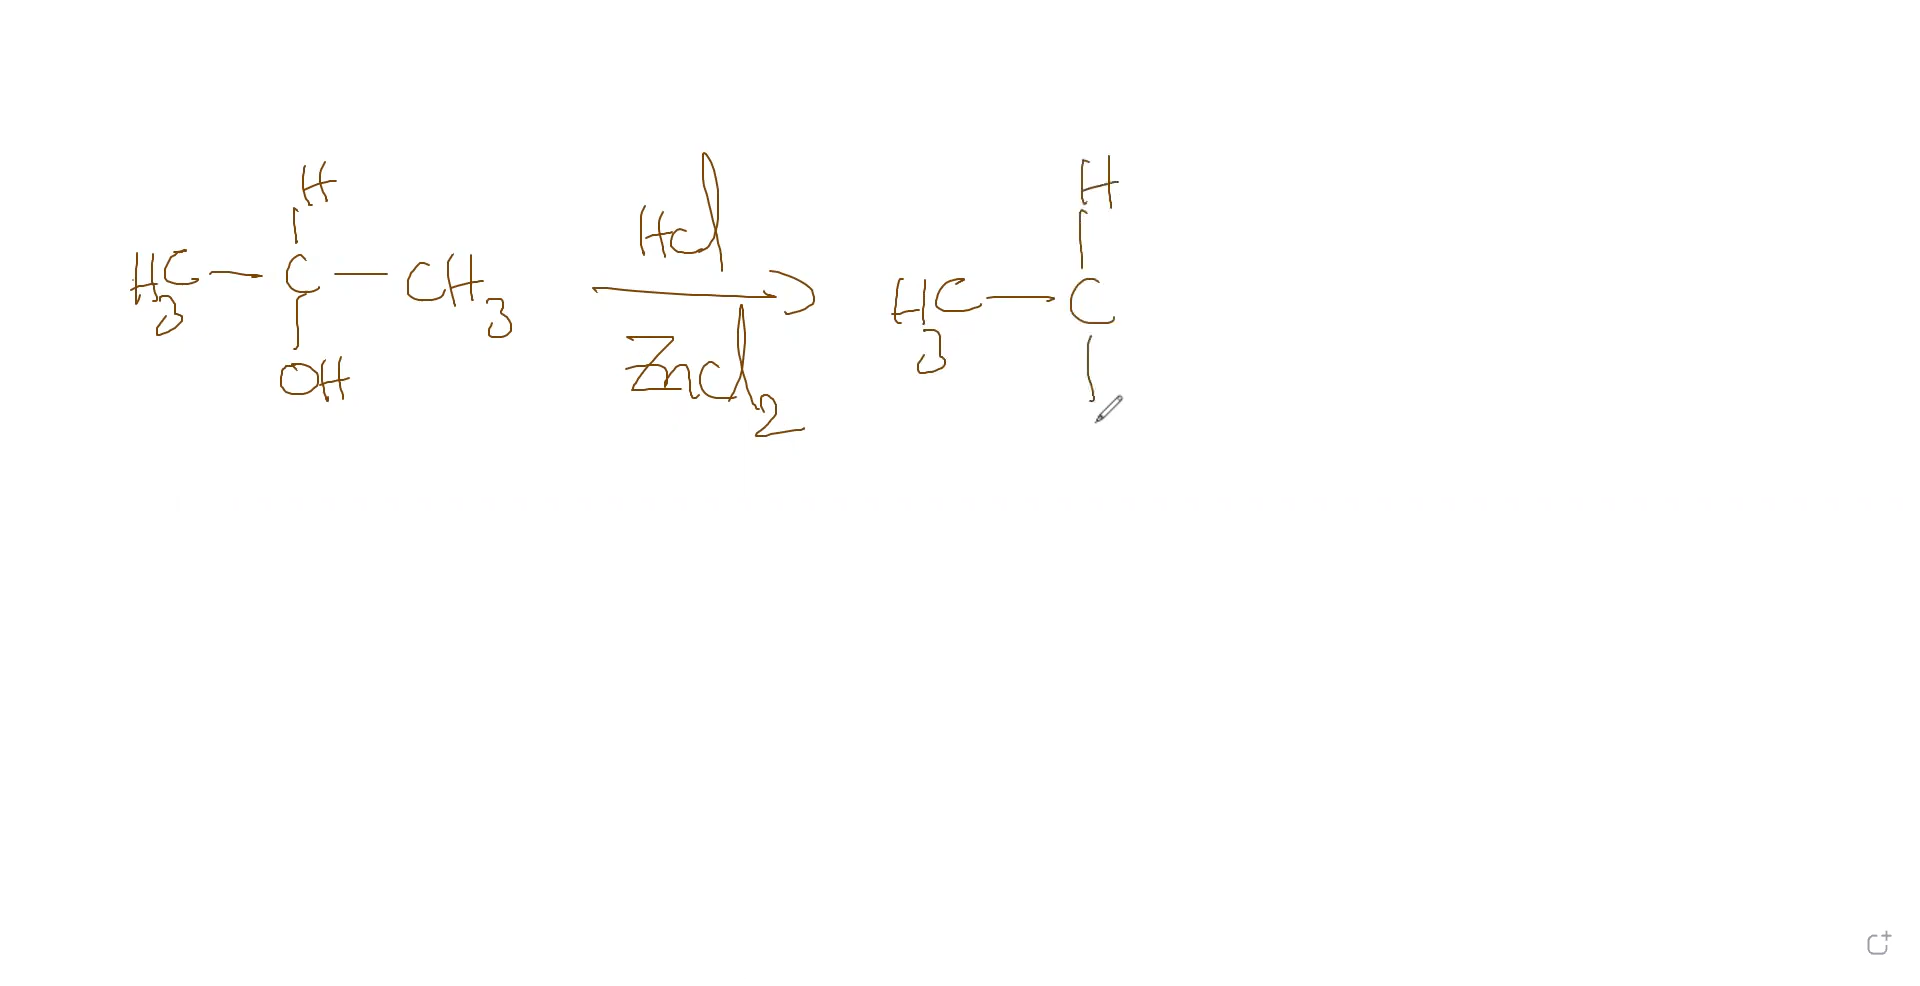 H H
HCl
H3C — C — CH3 ⟶ H3C — C
ZnCl2
OH